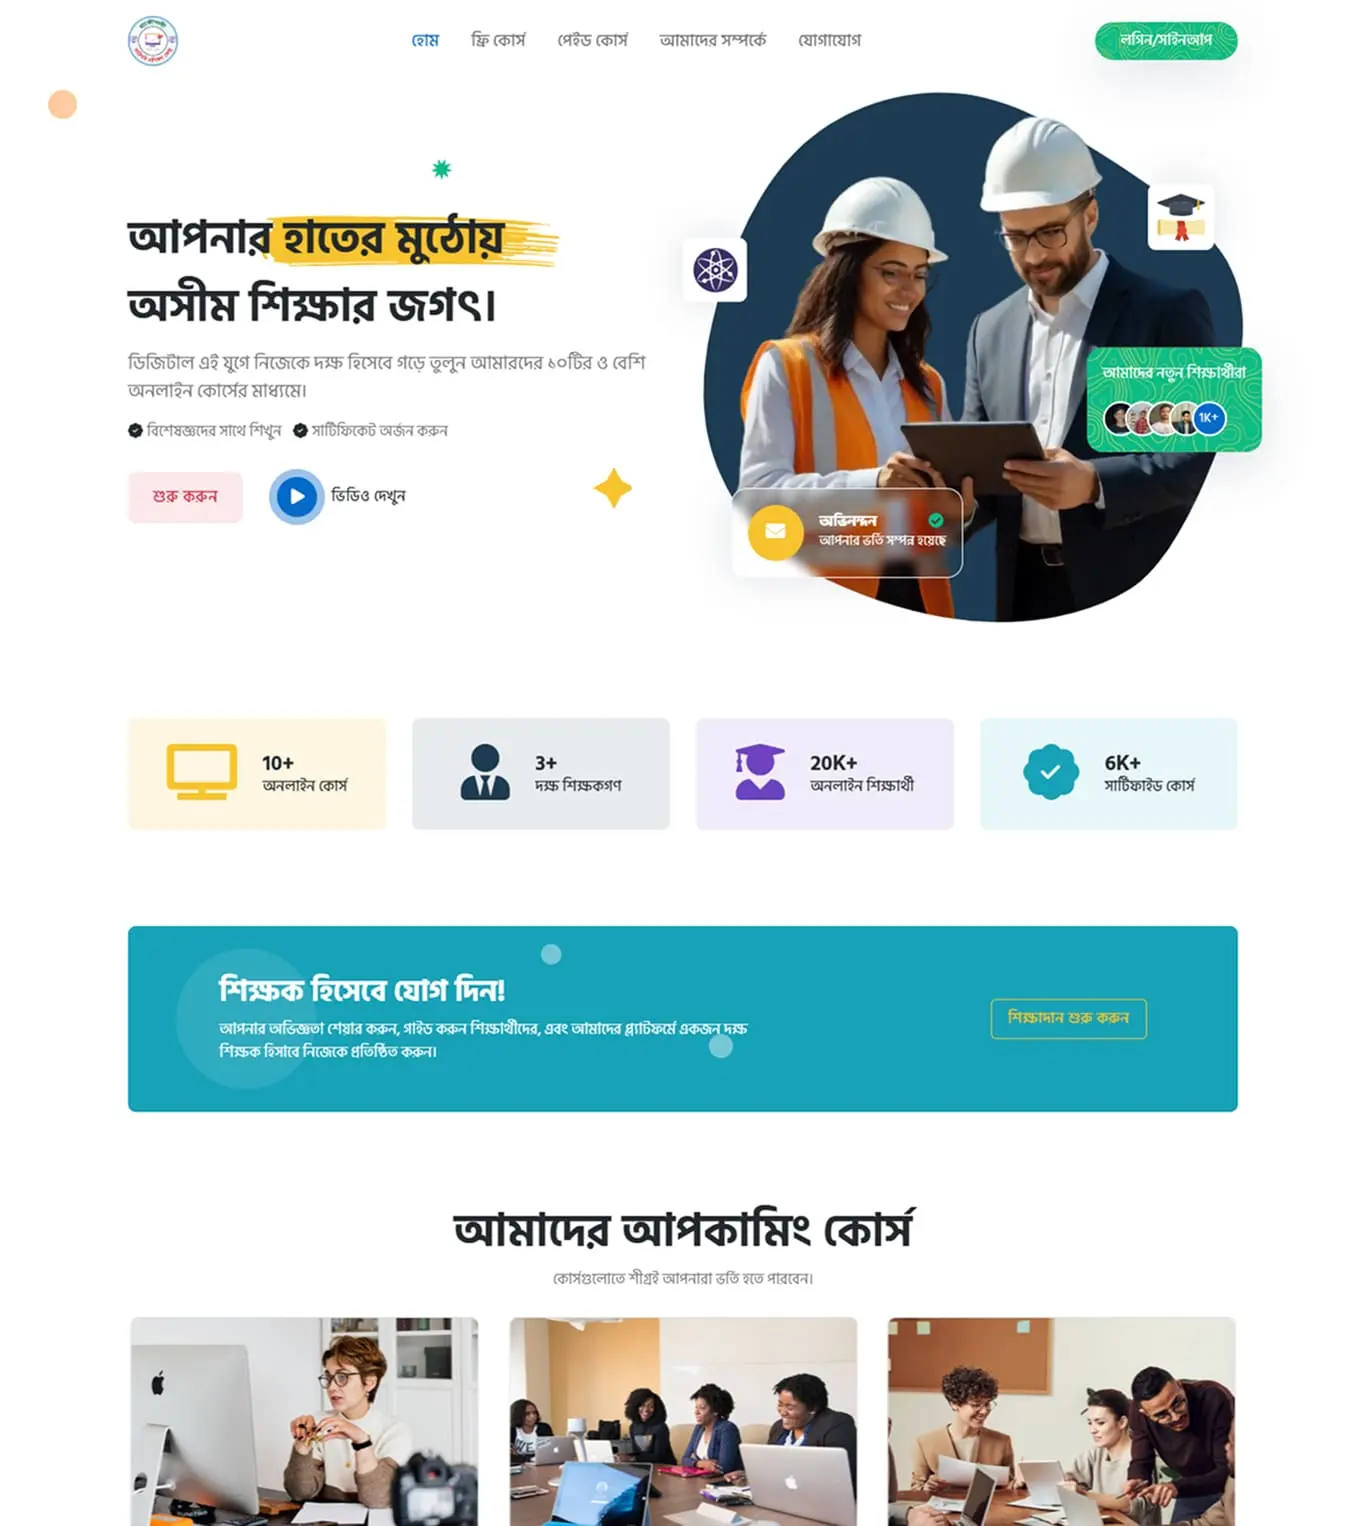 হোম
ফ্রি কোর্স
পেইড কোর্স
আমাদের সম্পর্কে
যোগাযোগ
লগিন/সাইনআপ
আপনার হাতের মুঠোয়
অসীম শিক্ষার জগৎ।
ডিজিটাল এই যুগে নিজেকে দক্ষ হিসেবে গড়ে তুলুন আমারদের ১০টির ও বেশি
অনলাইন কোর্সের মাধ্যমে।
বিশেষজ্ঞদের সাথে শিখুন
সার্টিফিকেট অর্জন করুন
শুরু করুন
ভিডিও দেখুন
আমাদের নতুন শিক্ষার্থীরা
1K+
অভিনন্দন
আপনার ভর্তি সম্পন্ন হয়েছে
10+
অনলাইন কোর্স
3+
দক্ষ শিক্ষকগণ
20K+
অনলাইন শিক্ষার্থী
6K+
সার্টিফাইড কোর্স
শিক্ষক হিসেবে যোগ দিন!
আপনার অভিজ্ঞতা শেয়ার করুন, গাইড করুন শিক্ষার্থীদের, এবং আমাদের প্ল্যাটফর্মে একজন দক্ষ
শিক্ষক হিসাবে নিজেকে প্রতিষ্ঠিত করুন।
শিক্ষাদান শুরু করুন
আমাদের আপকামিং কোর্স
কোর্সগুলোতে শীগ্রই আপনারা ভর্তি হতে পারবেন।